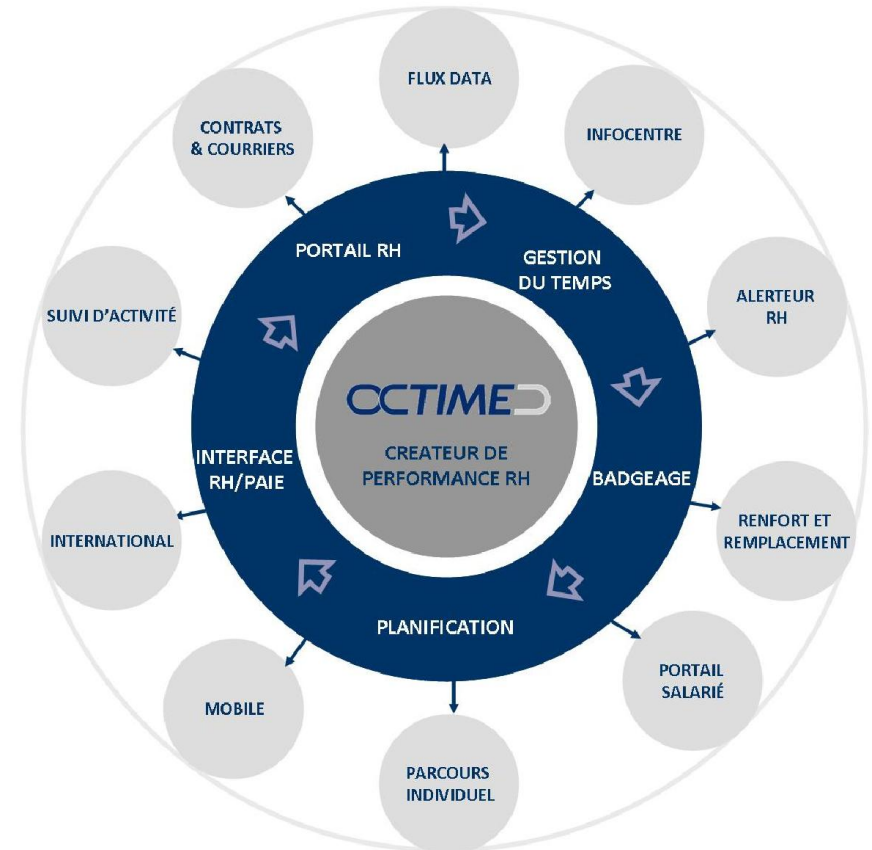 FLUX DATA
INFOCENTRE
ALERTEUR
RH
RENFORT ET
REMPLACEMENT
PORTAIL
SALARIÉ
PARCOURS
INDIVIDUEL
MOBILE
INTERNATIONAL
SUIVI D'ACTIVITÉ
CONTRATS
& COURRIERS
PORTAIL RH
GESTION
DU TEMPS
BADGEAGE
PLANIFICATION
INTERFACE
RH/PAIE
OCTIME
CREATEUR DE
PERFORMANCE RH